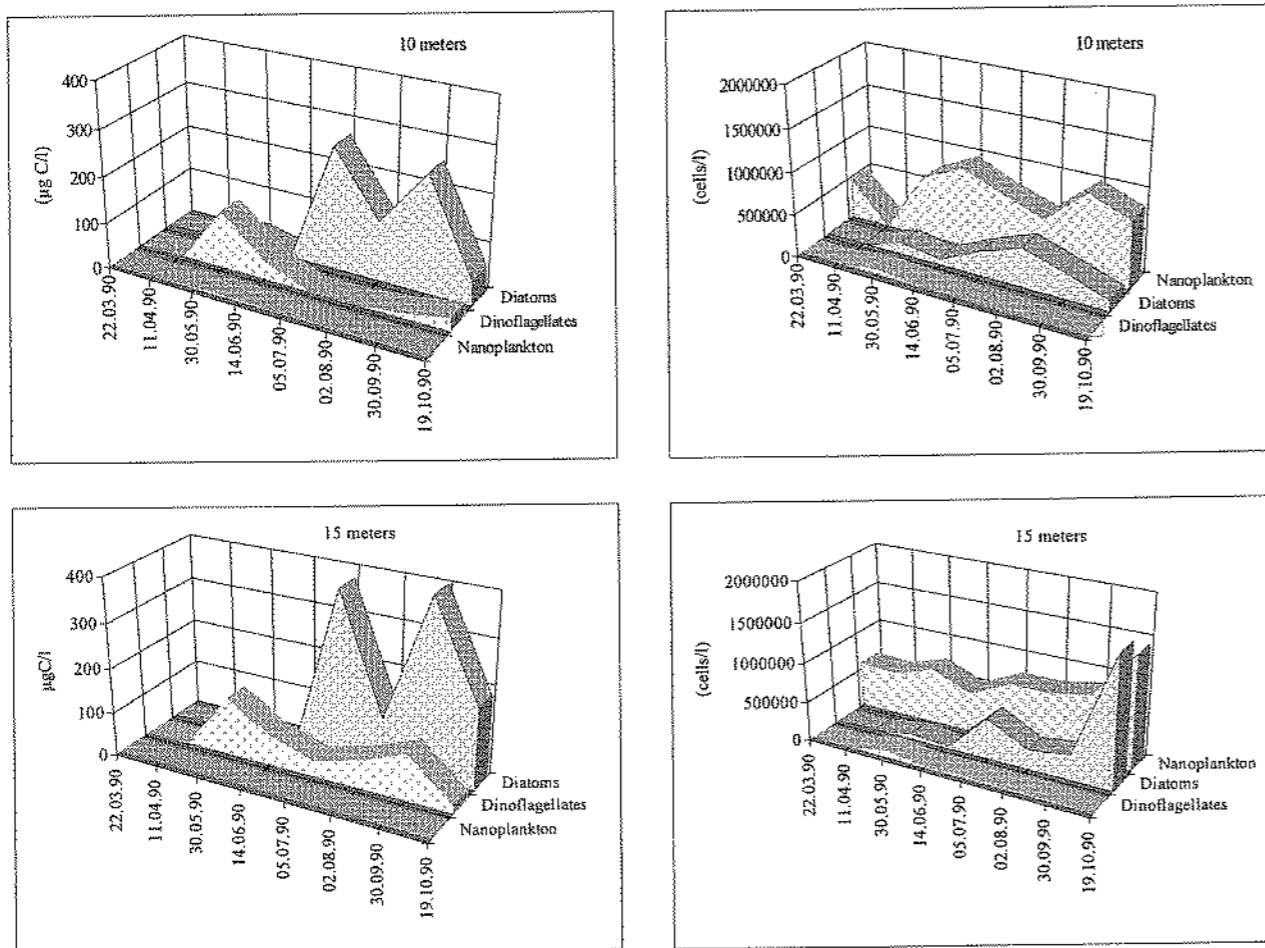 10 meters
400
300
200
100
0
(µg C/l)
22.03.90
11.04.90
30.05.90
14.06.90
05.07.90
02.08.90
30.09.90
19.10.90
Diatoms
Dinoflagellates
Nanoplankton
10 meters
2000000
1500000
1000000
500000
0
(cells/l)
22.03.90
11.04.90
30.05.90
14.06.90
05.07.90
02.08.90
30.09.90
19.10.90
Nanoplankton
Diatoms
Dinoflagellates
15 meters
400
300
200
100
0
µgC/l
22.03.90
11.04.90
30.05.90
14.06.90
05.07.90
02.08.90
30.09.90
19.10.90
Diatoms
Dinoflagellates
Nanoplankton
15 meters
2000000
1500000
1000000
500000
0
(cells/l)
22.03.90
11.04.90
30.05.90
14.06.90
05.07.90
02.08.90
30.09.90
19.10.90
Nanoplankton
Diatoms
Dinoflagellates